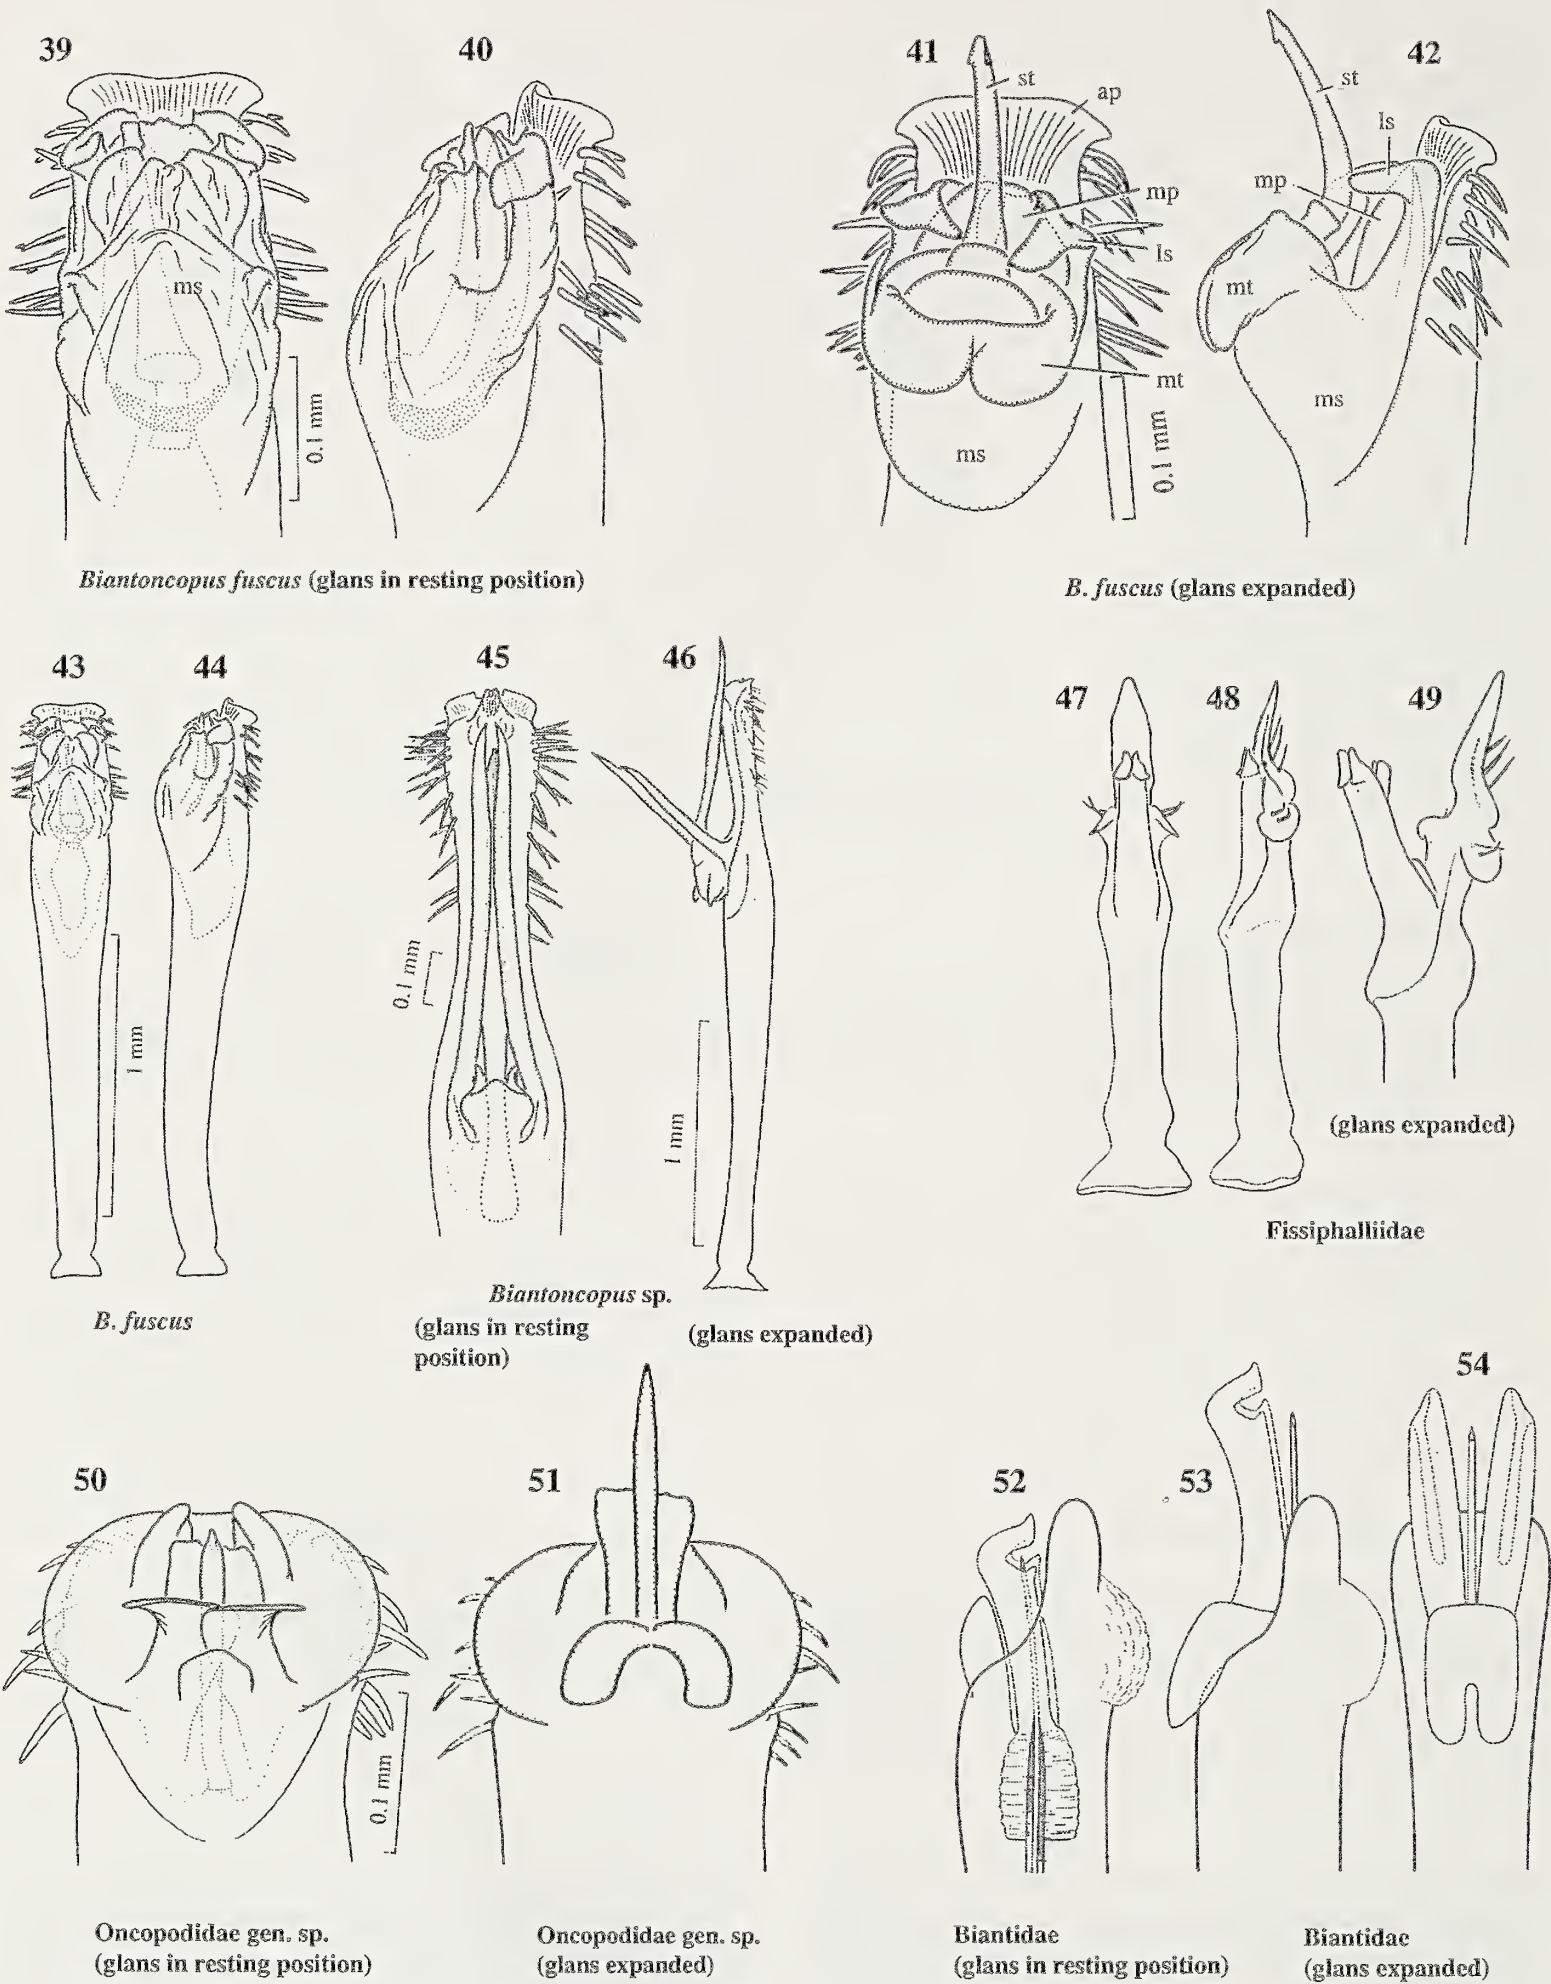 39
40
41
42
st
ap
mp
ls
mt
ms
st
ls
mp
mt
ms
ms
0.1 mm
0.1 mm
Biantoncopus fuscus (glans in resting position)
B. fuscus (glans expanded)
43
44
45
46
47
48
49
1 mm
0.1 mm
1 mm
(glans expanded)
Fissiphalliidae
B. fuscus
Biantoncopus sp.
(glans in resting
position)
(glans expanded)
50
51
52
53
54
0.1 mm
Oncopodidae gen. sp.
(glans in resting position)
Oncopodidae gen. sp.
(glans expanded)
Biantidae
(glans in resting position)
Biantidae
(glans expanded)